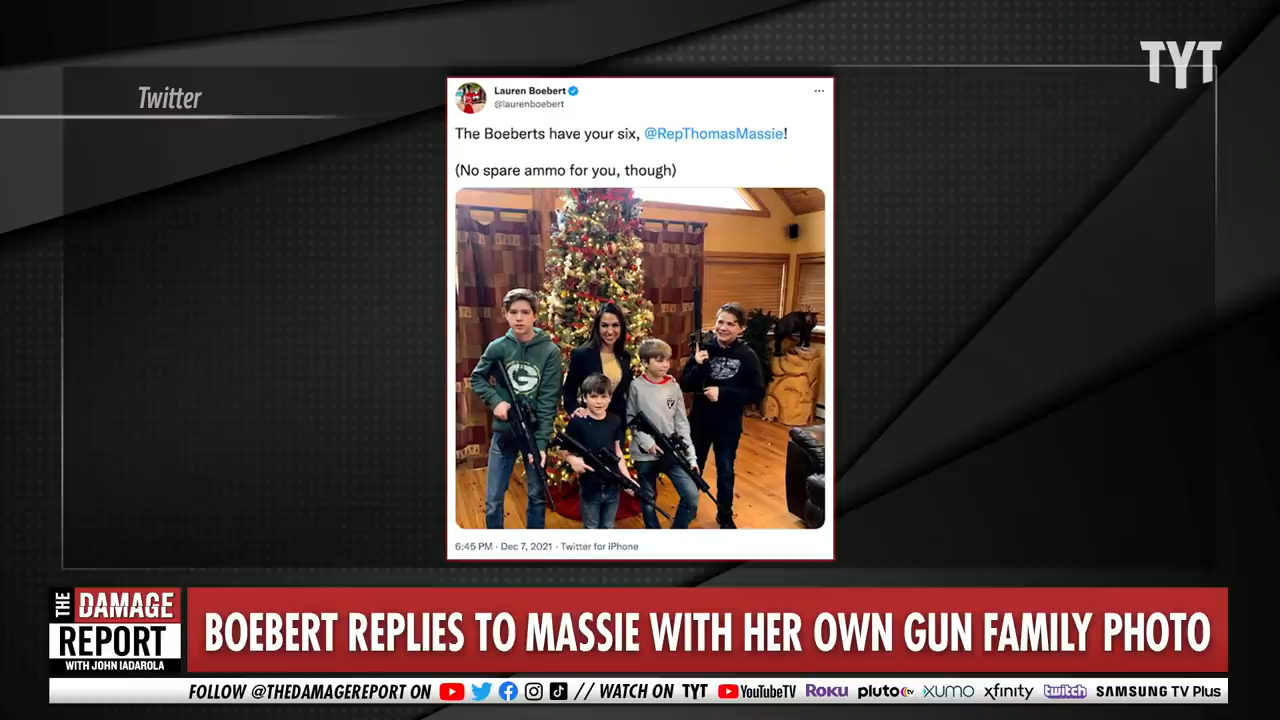 TYT
Twitter
Lauren Boebert
@laurenboebert
The Boeberts have your six, @RepThomasMassie!
(No spare ammo for you, though)
G
6:45 PM · Dec 7, 2021 · Twitter for iPhone
THE DAMAGE REPORT
WITH JOHN IADAROLA
BOEBERT REPLIES TO MASSIE WITH HER OWN GUN FAMILY PHOTO
FOLLOW @THEDAMAGEREPORT ON // WATCH ON TYT YouTubeTV ROKU pluto tv XUMO xfinity twitch SAMSUNG TV Plus